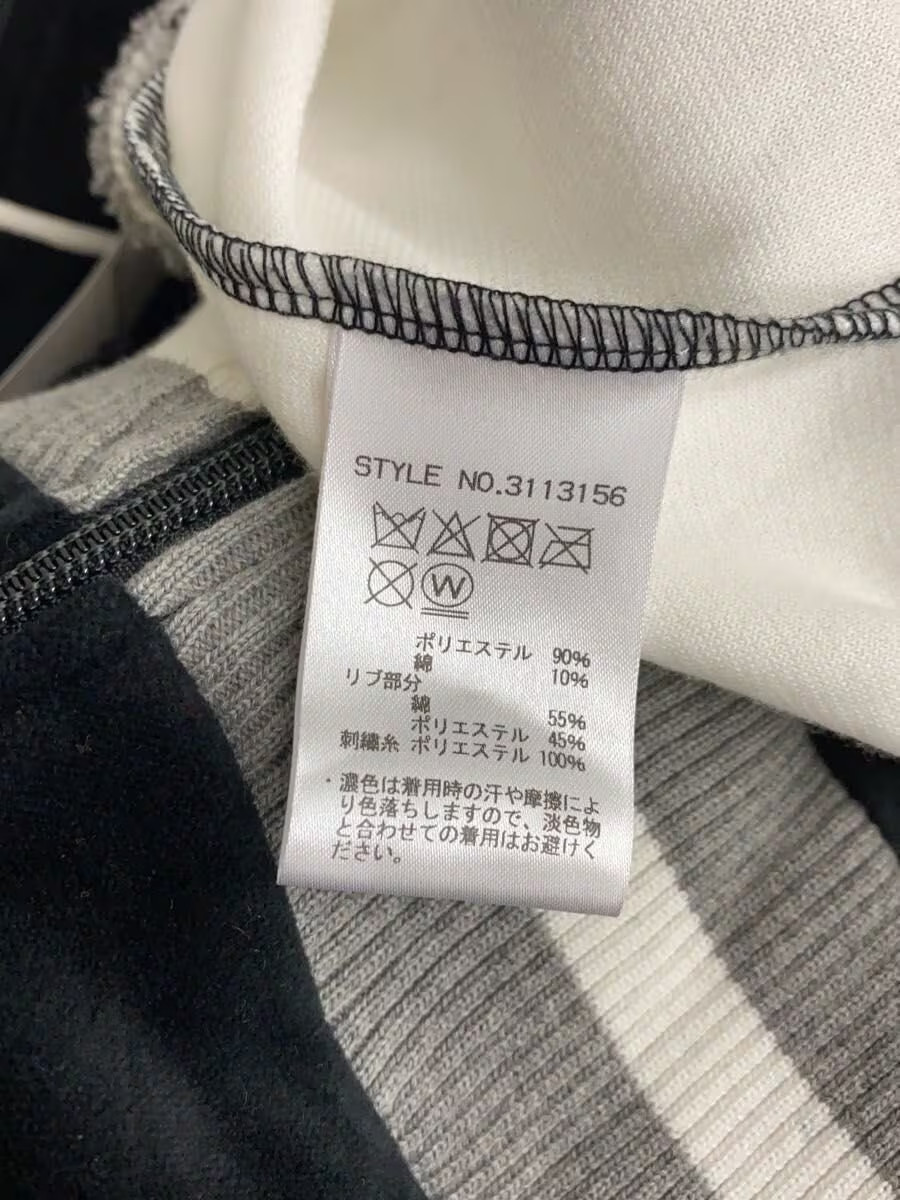 STYLE NO.3113156
W
ポリエステル 90%
綿 10%
リブ部分
綿 55%
ポリエステル 45%
刺繍糸 ポリエステル 100%
・濃色は着用時の汗や摩擦によ
り色落ちしますので、淡色物
と合わせての着用はお避けく
ださい。